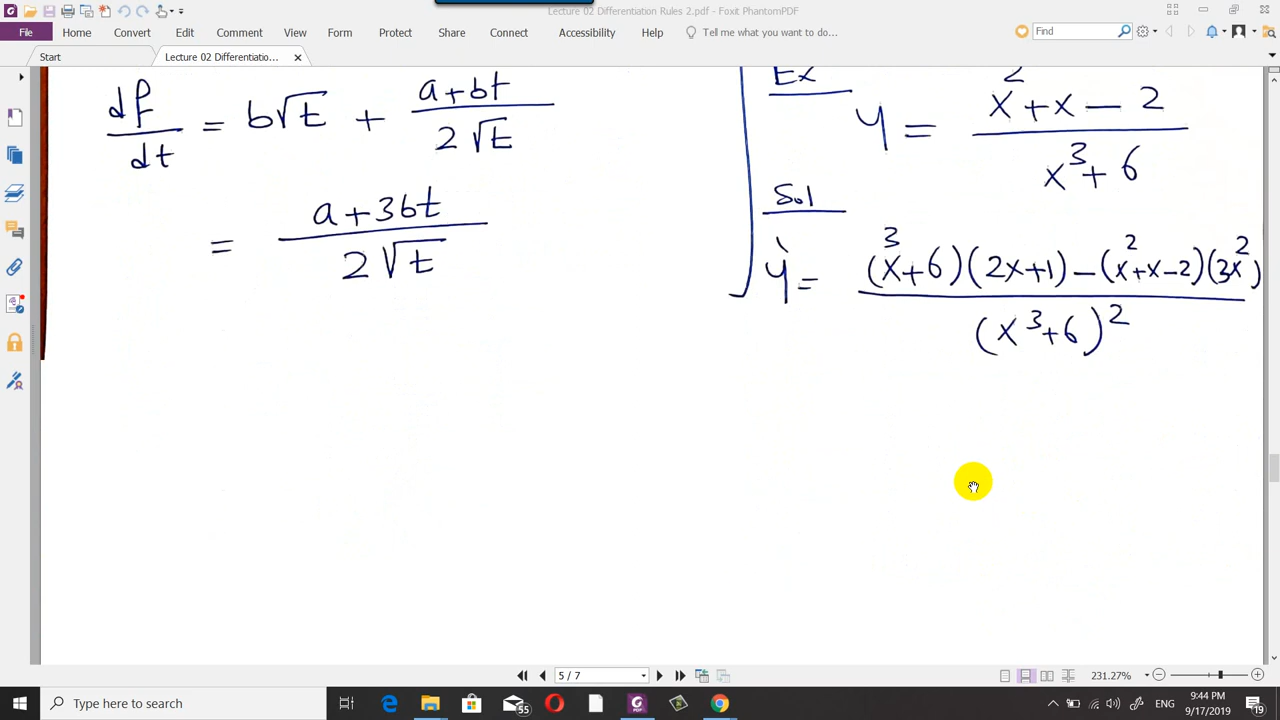 Lecture 02 Differentiation Rules 2.pdf - Foxit PhantomPDF
File Home Convert Edit Comment View Form Protect Share Connect Accessibility Help Tell me what you want to do... Find
Start Lecture 02 Differentiatio...
df/dt = b√t + (a+bt)/(2√t)
= (a+3bt)/(2√t)
Ex
y = (x²+x-2)/(x³+6)
Sol
y' = ((x³+6)(2x+1)-(x²+x-2)(3x²))/(x³+6)²
5 / 7 231.27%
Type here to search 55 ENG 9:44 PM 9/17/2019 19